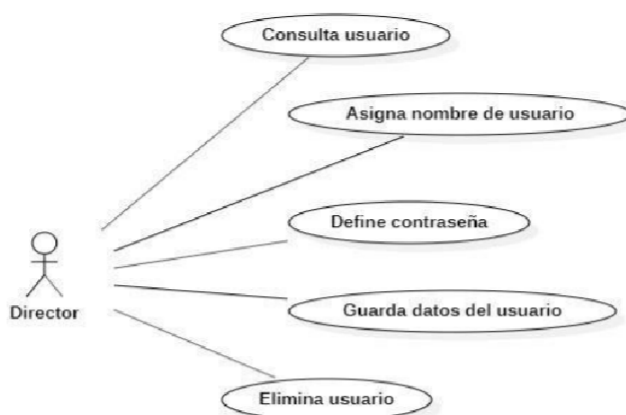 Consulta usuario
Asigna nombre de usuario
Define contraseña
Director
Guarda datos del usuario
Elimina usuario